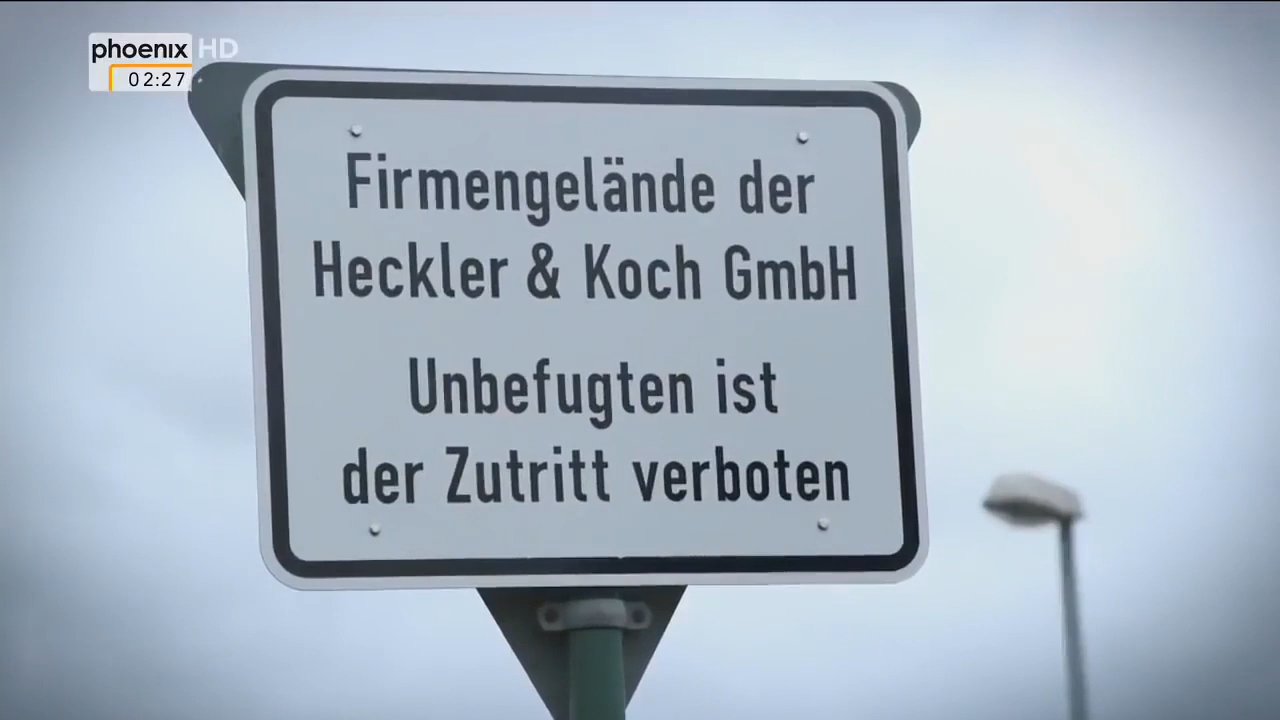 phoenix HD
02:27
Firmengelände der
Heckler & Koch GmbH
Unbefugten ist
der Zutritt verboten